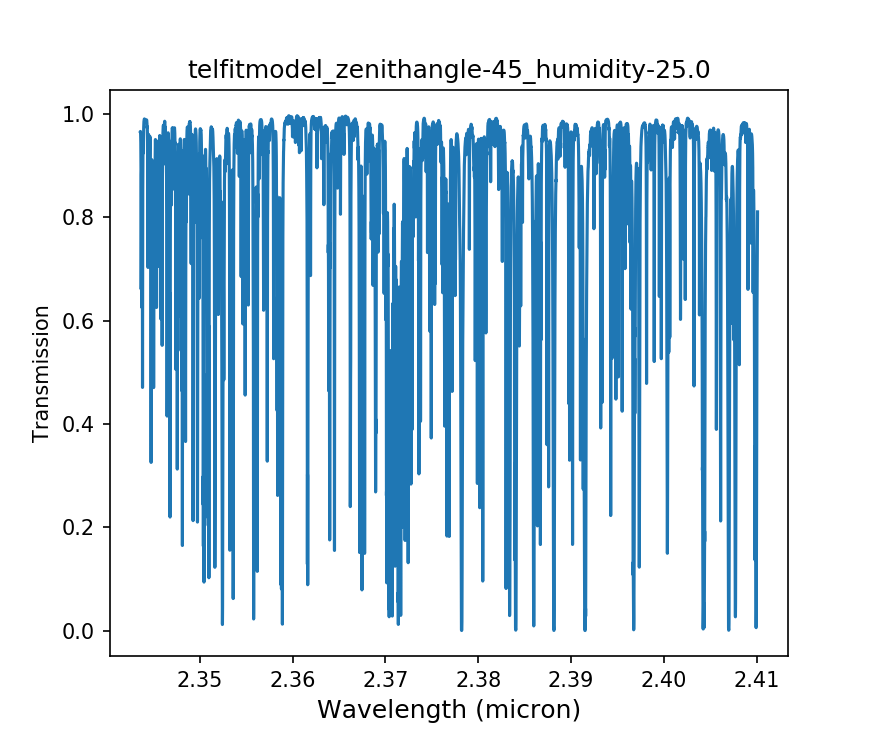 telfitmodel_zenithangle-45_humidity-25.0
1.0
0.8
0.6
0.4
0.2
0.0
Transmission
2.35 2.36 2.37 2.38 2.39 2.40 2.41
Wavelength (micron)